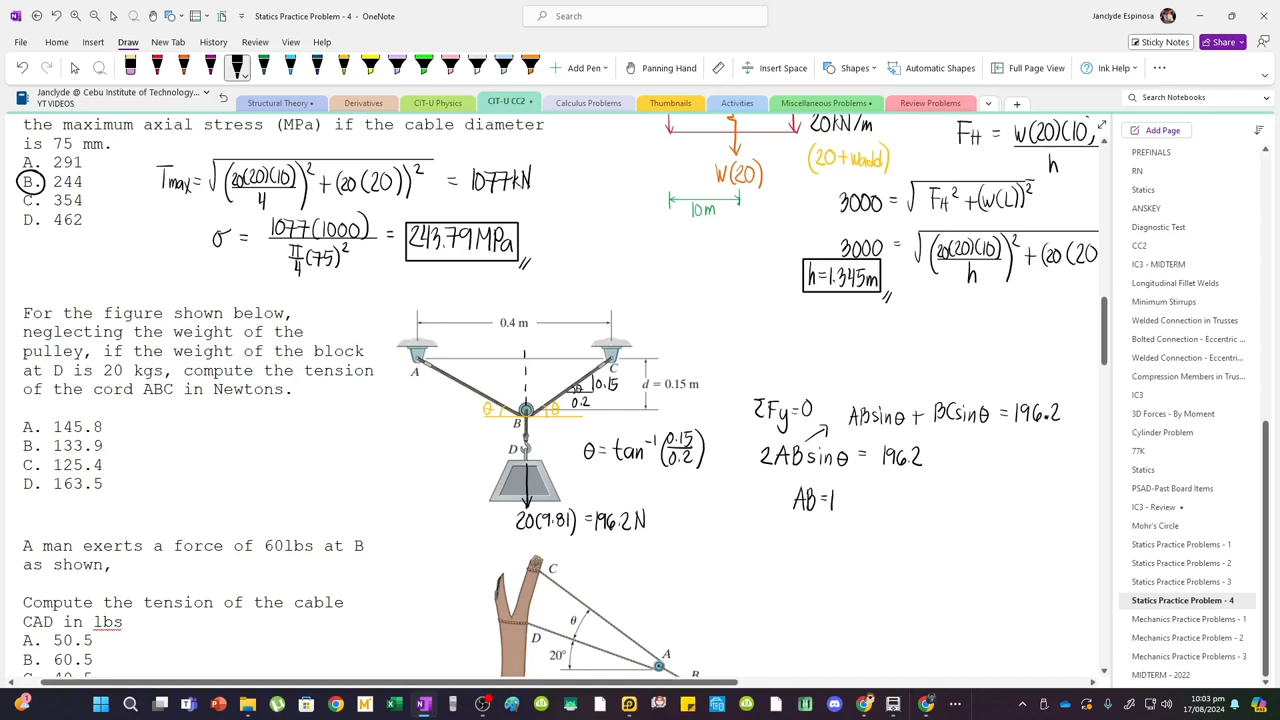 Statics Practice Problem - 4 - OneNote
Search
Janclyde Espinosa
File Home Insert Draw New Tab History Review View Help
Sticky Notes Share
Add Pen Panning Hand Insert Space Shapes Automatic Shapes Full Page View Ink Help
Janclyde @ Cebu Institute of Technology...
YT VIDEOS
Structural Theory Derivatives CIT-U Physics CIT-U CC2 Calculus Problems Thumbnails Activities Miscellaneous Problems Review Problems
Search Notebooks
Add Page
the maximum axial stress (MPa) if the cable diameter
is 75 mm.
A. 291
B. 244
C. 354
D. 462
Tmax = √((20(20)(10)/4)² + (20(20))²) = 1077kN
σ = 1077(1000) / (π/4 (75)²) = 243.79MPa
20kN/m
(20+wadd)
W(20)
10m
FH = w(20)(10) / h
3000 = √(FH² + (w(L))²
3000 = √((20(20)(10)/h)² + (20(20
h=1.345m
For the figure shown below,
neglecting the weight of the
pulley, if the weight of the block
at D is 20 kgs, compute the tension
of the cord ABC in Newtons.
A. 145.8
B. 133.9
C. 125.4
D. 163.5
0.4 m
A
C
d = 0.15 m
0.15
0.2
θ
θ
θ
B
D
θ = tan⁻¹(0.15/0.2)
20(9.81) = 196.2N
ΣFy=0 ABsinθ + BCsinθ = 196.2
2ABsinθ = 196.2
AB=1
A man exerts a force of 60lbs at B
as shown,
Compute the tension of the cable
CAD in lbs
A. 50.5
B. 60.5
C
θ
D
20°
A
B
PREFINALS
RN
Statics
ANSKEY
Diagnostic Test
CC2
IC3 - MIDTERM
Longitudinal Fillet Welds
Minimum Stirrups
Welded Connection in Trusses
Bolted Connection - Eccentric ...
Welded Connection - Eccentric ...
Compression Members in Trus...
IC3
3D Forces - By Moment
Cylinder Problem
77K
Statics
PSAD-Past Board Items
IC3 - Review
Mohr's Circle
Statics Practice Problems - 1
Statics Practice Problems - 2
Statics Practice Problems - 3
Statics Practice Problem - 4
Mechanics Practice Problems - 1
Mechanics Practice Problem - 2
Mechanics Practice Problem - 3
MIDTERM - 2022
10:03 pm
17/08/2024